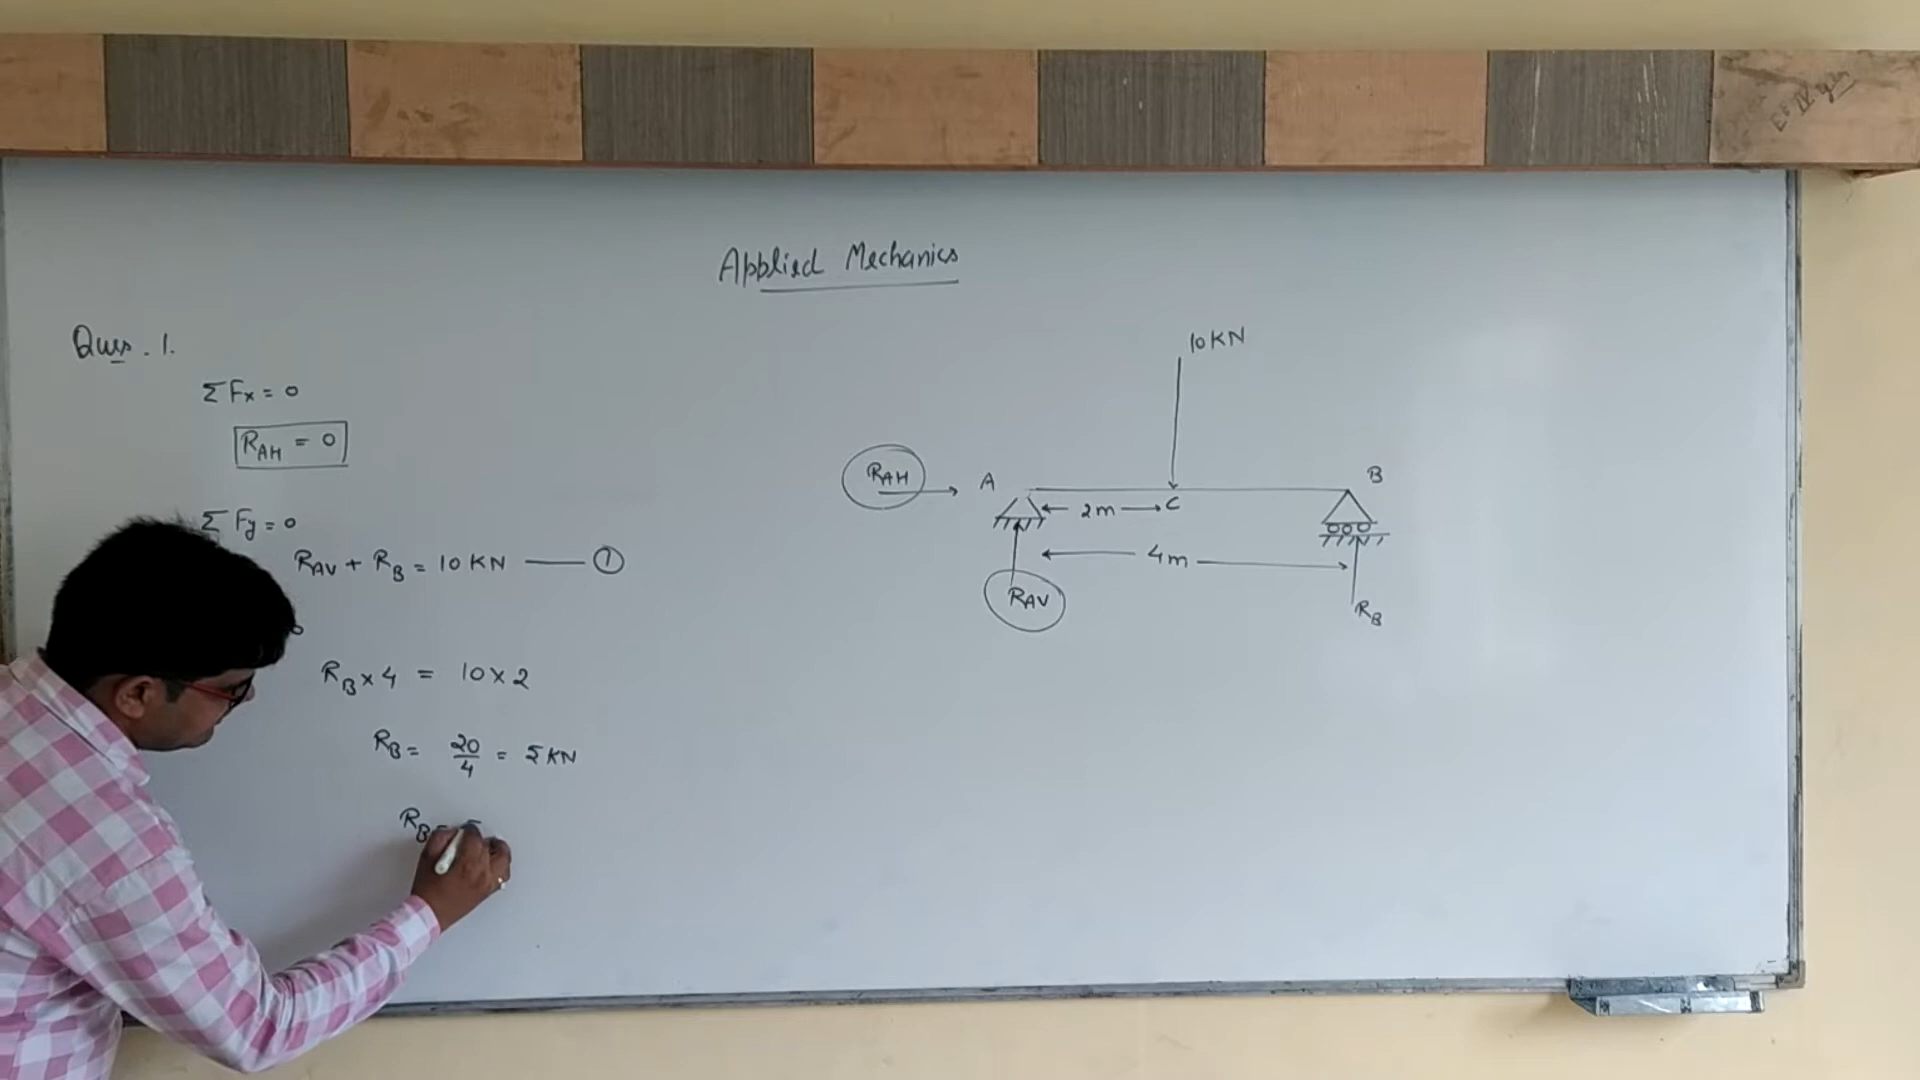 Applied Mechanics
Ques. 1.
ΣFx = 0
RAH = 0
ΣFy = 0
RAV + RB = 10 KN —— ①
RB × 4 = 10 × 2
RB = 20/4 = 5 KN
RB =
10 KN
RAH
A
B
2m
C
4m
RAV
RB